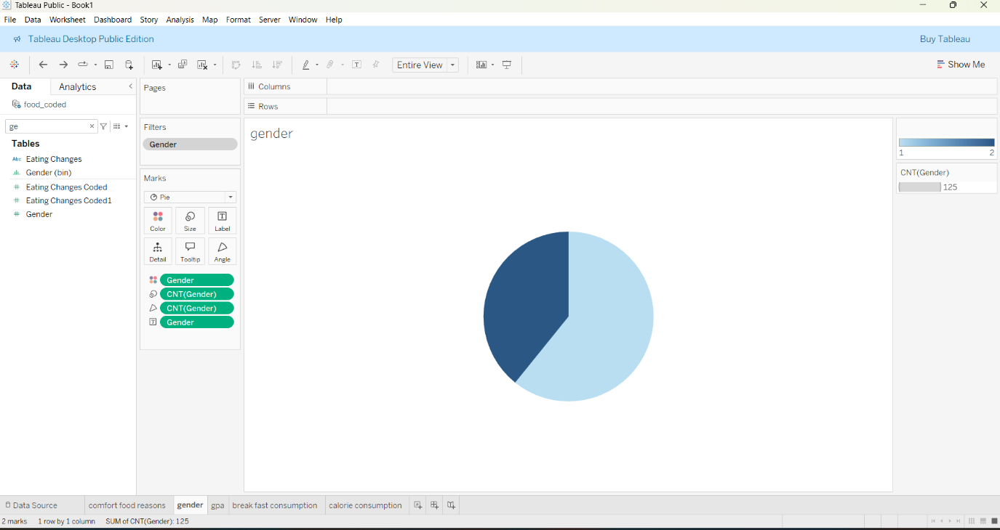 Tableau Public - Book1
File Data Worksheet Dashboard Story Analysis Map Format Server Window Help
Tableau Desktop Public Edition
Buy Tableau
Entire View
Show Me
Data
Analytics
food_coded
ge
Tables
Abc Eating Changes
Gender (bin)
# Eating Changes Coded
# Eating Changes Coded1
# Gender
Pages
Filters
Gender
Marks
Pie
Color Size Label
Detail Tooltip Angle
Gender
CNT(Gender)
CNT(Gender)
Gender
Columns
Rows
gender
1 2
CNT(Gender)
125
Data Source comfort food reasons gender gpa break fast consumption calorie consumption
2 marks 1 row by 1 column SUM of CNT(Gender): 125